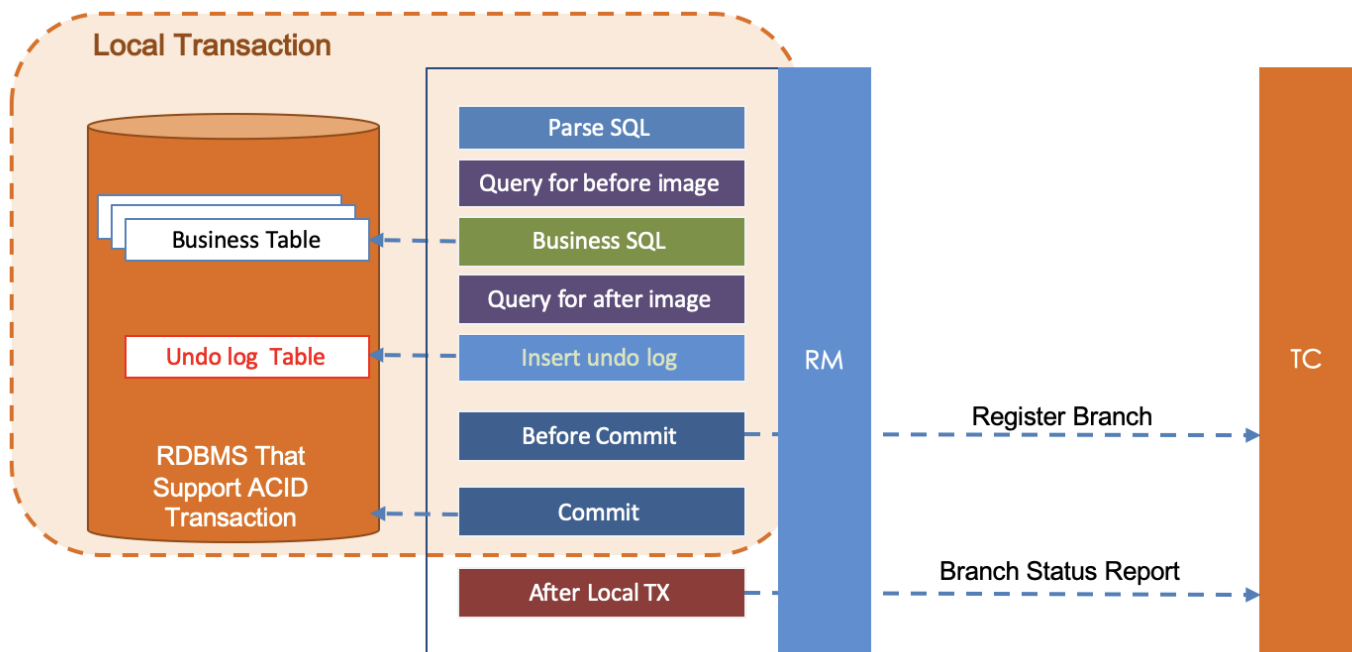 Local Transaction
Parse SQL
Query for before image
Business Table
Business SQL
Query for after image
Undo log Table
Insert undo log
RM
TC
Register Branch
Before Commit
RDBMS That
Support ACID
Transaction
Commit
After Local TX
Branch Status Report